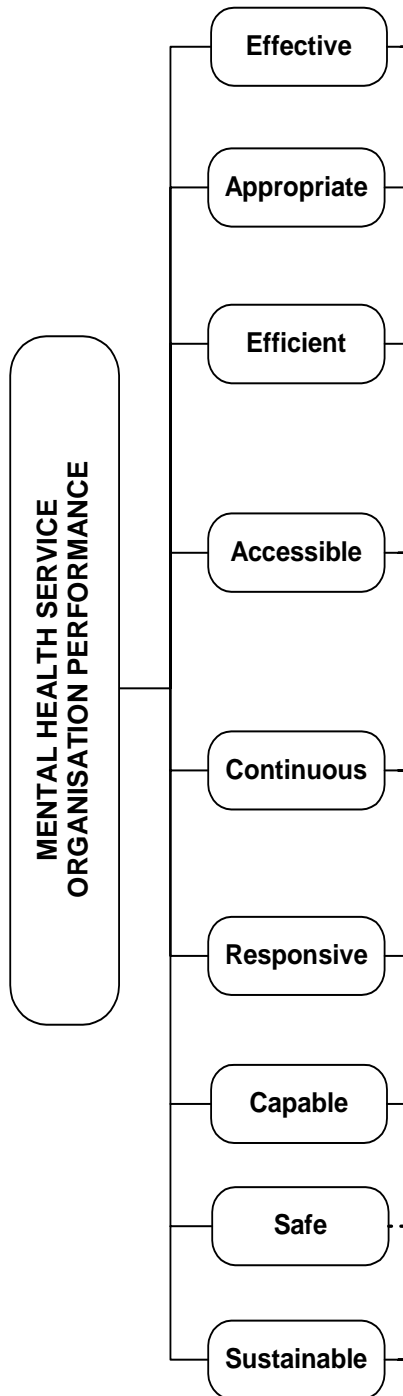 MENTAL HEALTH SERVICE
ORGANISATION PERFORMANCE
Effective
Appropriate
Efficient
Accessible
Continuous
Responsive
Capable
Safe
Sustainable